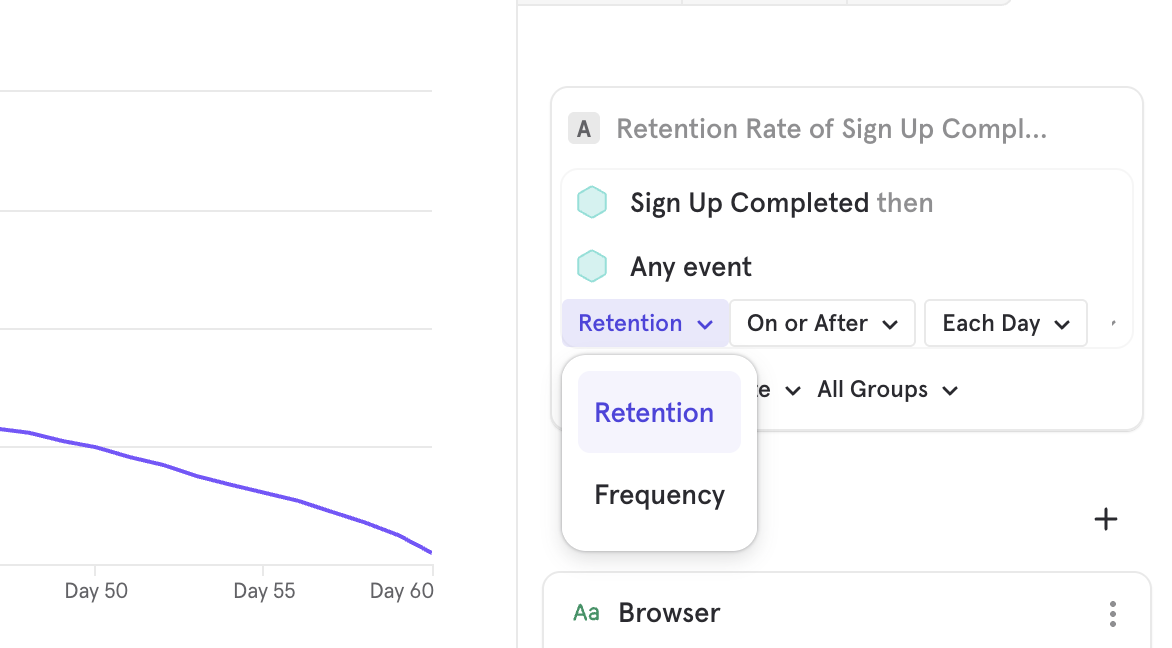 A Retention Rate of Sign Up Compl...
Sign Up Completed then
Any event
Retention On or After Each Day
All Groups
Retention
Frequency
Day 50 Day 55 Day 60
Aa Browser